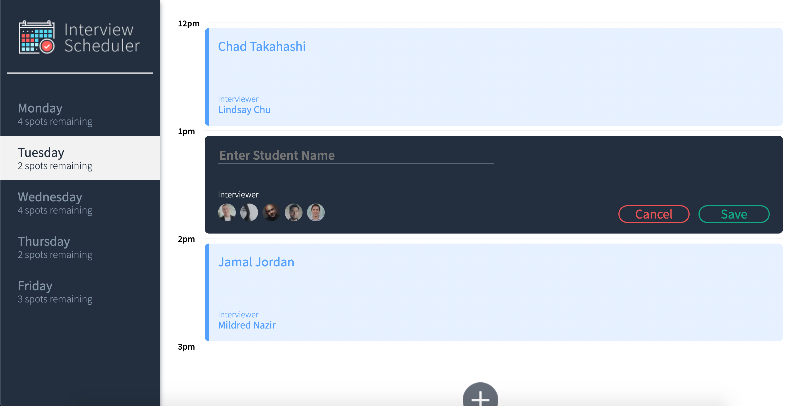 Interview
Scheduler
Monday
4 spots remaining
Tuesday
2 spots remaining
Wednesday
4 spots remaining
Thursday
2 spots remaining
Friday
3 spots remaining
12pm
Chad Takahashi
Interviewer
Lindsay Chu
1pm
Enter Student Name
Interviewer
Cancel
Save
2pm
Jamal Jordan
Interviewer
Mildred Nazir
3pm